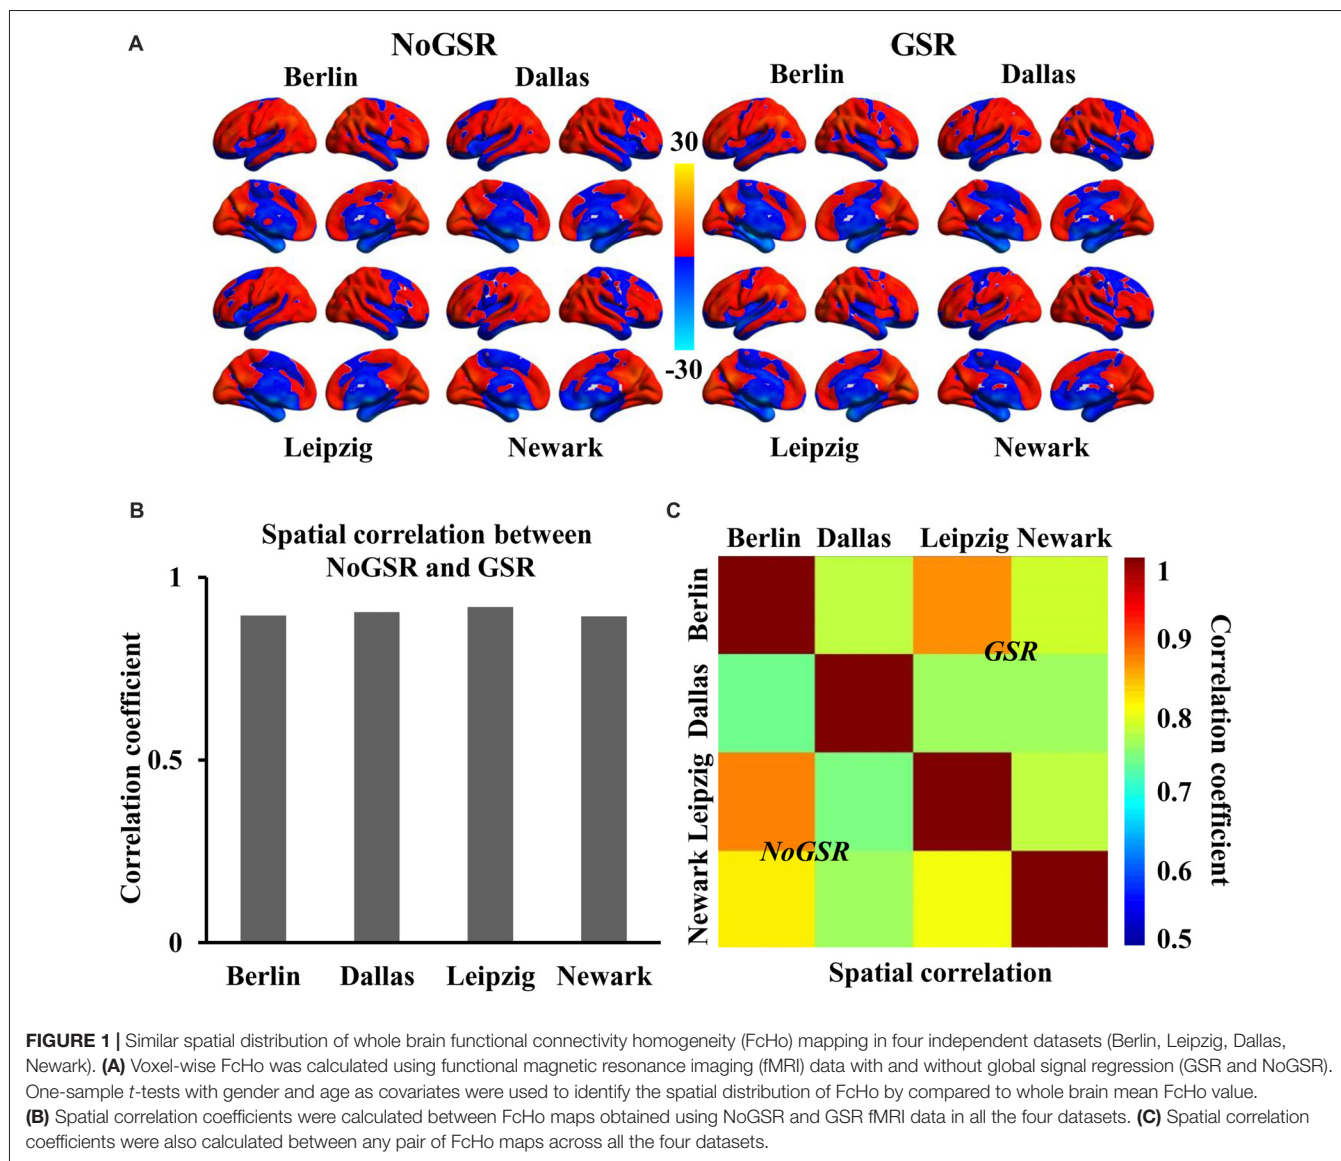 A
NoGSR
GSR
Berlin
Dallas
Berlin
Dallas
30
-30
Leipzig
Newark
Leipzig
Newark
B
Spatial correlation between
NoGSR and GSR
Correlation coefficient
1
0.5
0
Berlin
Dallas
Leipzig
Newark
C
Berlin
Dallas
Leipzig
Newark
Berlin
Dallas
Leipzig
Newark
GSR
NoGSR
1
0.9
0.8
0.7
0.6
0.5
Correlation coefficient
Spatial correlation
FIGURE 1 | Similar spatial distribution of whole brain functional connectivity homogeneity (FcHo) mapping in four independent datasets (Berlin, Leipzig, Dallas,
Newark). (A) Voxel-wise FcHo was calculated using functional magnetic resonance imaging (fMRI) data with and without global signal regression (GSR and NoGSR).
One-sample t-tests with gender and age as covariates were used to identify the spatial distribution of FcHo by compared to whole brain mean FcHo value.
(B) Spatial correlation coefficients were calculated between FcHo maps obtained using NoGSR and GSR fMRI data in all the four datasets. (C) Spatial correlation
coefficients were also calculated between any pair of FcHo maps across all the four datasets.